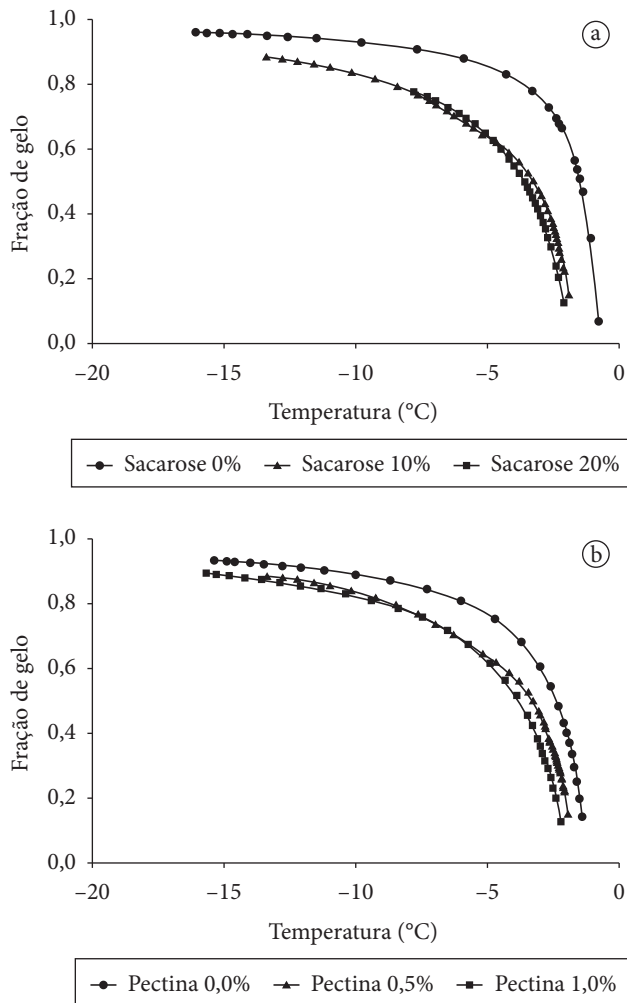 a
1,0
0,8
0,6
0,4
0,2
0,0
Fração de gelo
−20 −15 −10 −5 0
Temperatura (°C)
Sacarose 0% Sacarose 10% Sacarose 20%
b
1,0
0,8
0,6
0,4
0,2
0,0
Fração de gelo
−20 −15 −10 −5 0
Temperatura (°C)
Pectina 0,0% Pectina 0,5% Pectina 1,0%